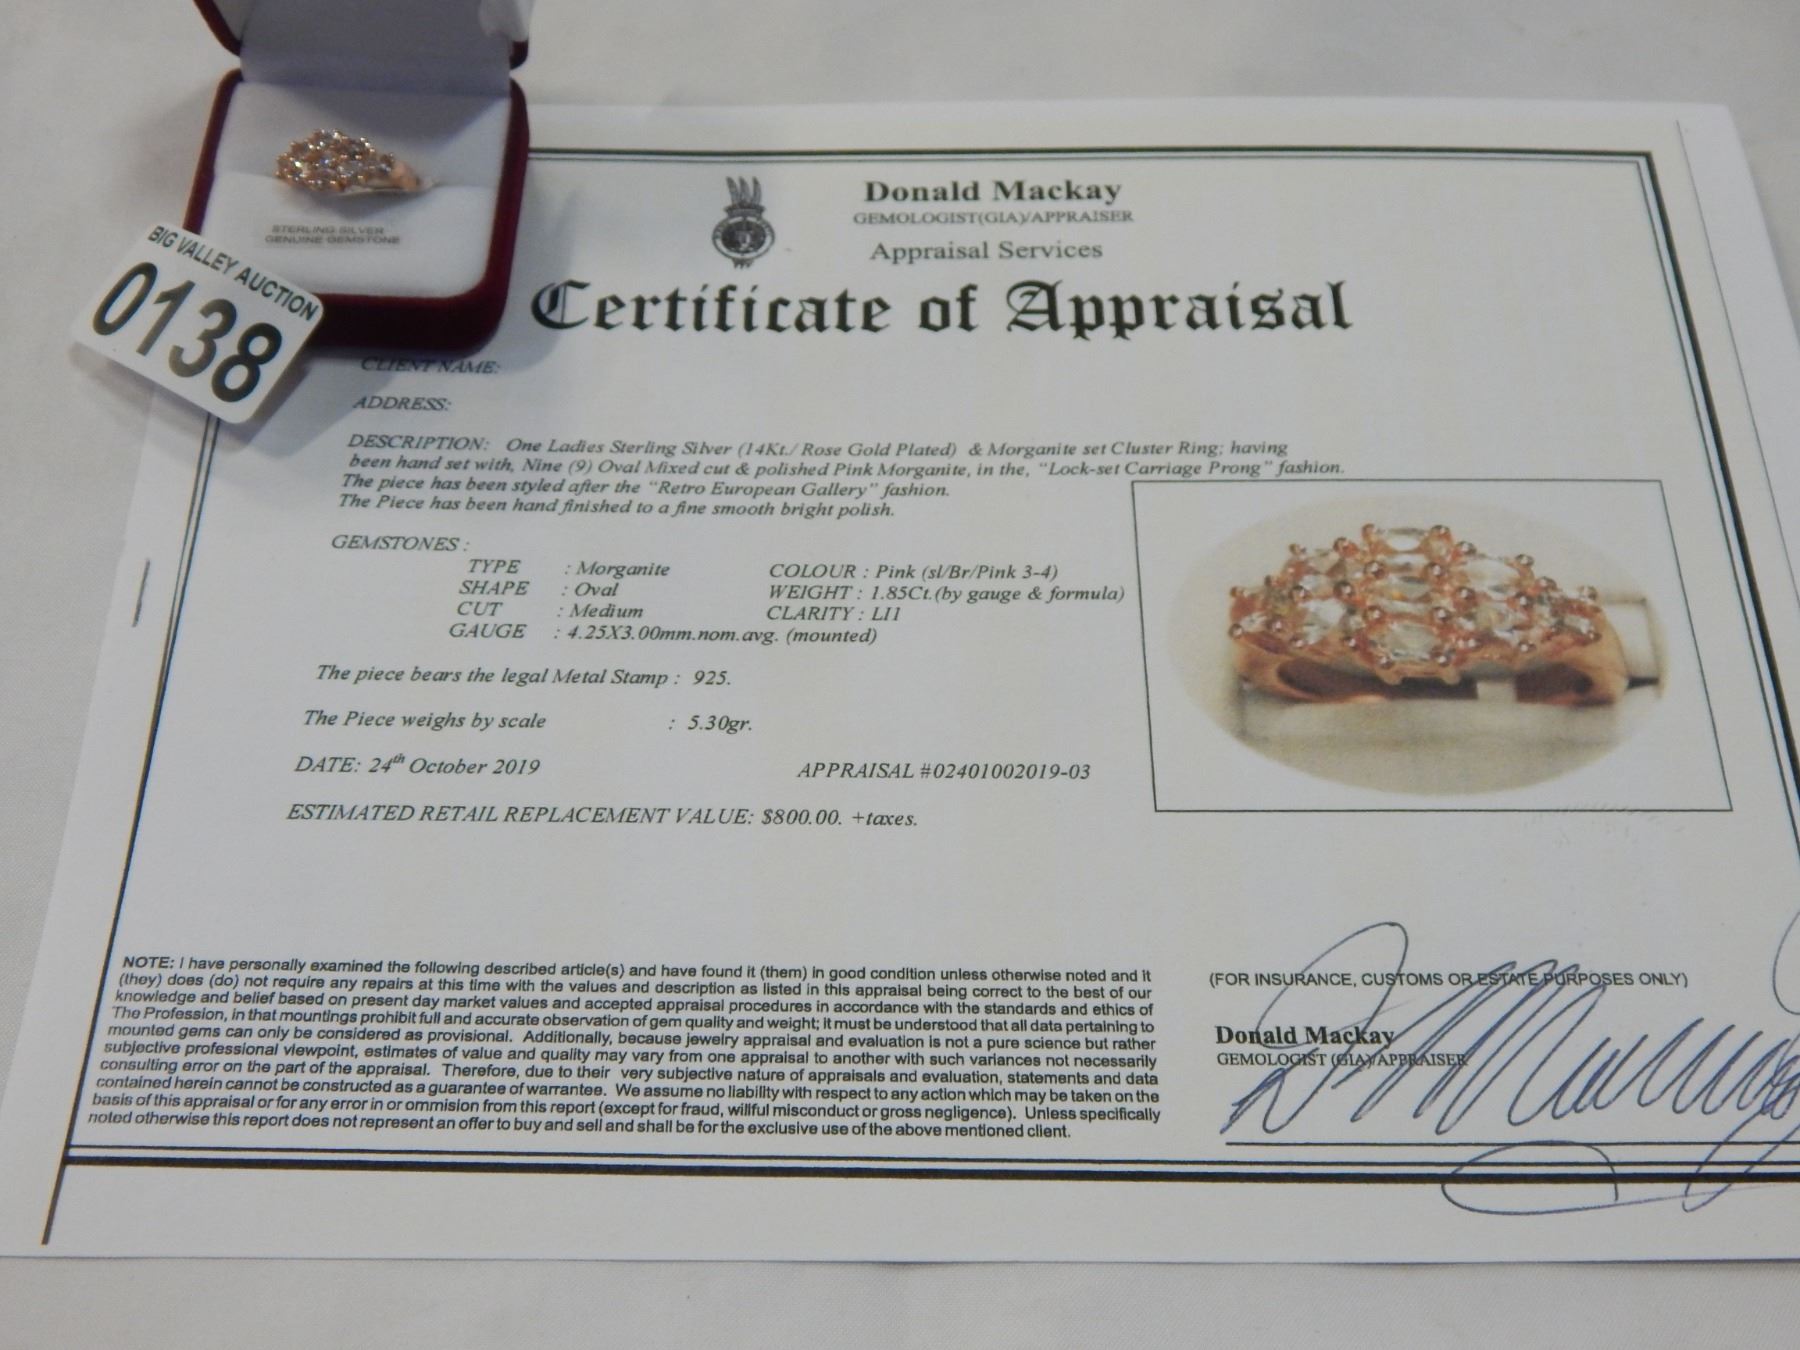 STERLING SILVER
GENUINE GEMSTONE
BIG VALLEY AUCTION
0138
Donald Mackay
GEMOLOGIST(GIA)/APPRAISER
Appraisal Services
Certificate of Appraisal
CLIENT NAME:
ADDRESS:
DESCRIPTION: One Ladies Sterling Silver (14Kt./ Rose Gold Plated) & Morganite set Cluster Ring; having
been hand set with, Nine (9) Oval Mixed cut & polished Pink Morganite, in the, "Lock-set Carriage Prong" fashion.
The piece has been styled after the "Retro European Gallery" fashion.
The Piece has been hand finished to a fine smooth bright polish.
GEMSTONES :
TYPE : Morganite COLOUR : Pink (sl/Br/Pink 3-4)
SHAPE : Oval WEIGHT : 1.85Ct.(by gauge & formula)
CUT : Medium CLARITY : LI1
GAUGE : 4.25X3.00mm.nom.avg. (mounted)
The piece bears the legal Metal Stamp : 925.
The Piece weighs by scale : 5.30gr.
DATE: 24th October 2019 APPRAISAL #02401002019-03
ESTIMATED RETAIL REPLACEMENT VALUE: $800.00. +taxes.
NOTE: I have personally examined the following described article(s) and have found it (them) in good condition unless otherwise noted and it
(they) does (do) not require any repairs at this time with the values and description as listed in this appraisal being correct to the best of our
knowledge and belief based on present day market values and accepted appraisal procedures in accordance with the standards and ethics of
The Profession, in that mountings prohibit full and accurate observation of gem quality and weight; it must be understood that all data pertaining to
mounted gems can only be considered as provisional. Additionally, because jewelry appraisal and evaluation is not a pure science but rather
subjective professional viewpoint, estimates of value and quality may vary from one appraisal to another with such variances not necessarily
consulting error on the part of the appraisal. Therefore, due to their very subjective nature of appraisals and evaluation, statements and data
contained herein cannot be constructed as a guarantee of warrantee. We assume no liability with respect to any action which may be taken on the
basis of this appraisal or for any error in or ommision from this report (except for fraud, willful misconduct or gross negligence). Unless specifically
noted otherwise this report does not represent an offer to buy and sell and shall be for the exclusive use of the above mentioned client.
(FOR INSURANCE, CUSTOMS OR ESTATE PURPOSES ONLY)
Donald Mackay
GEMOLOGIST (GIA)/APPRAISER